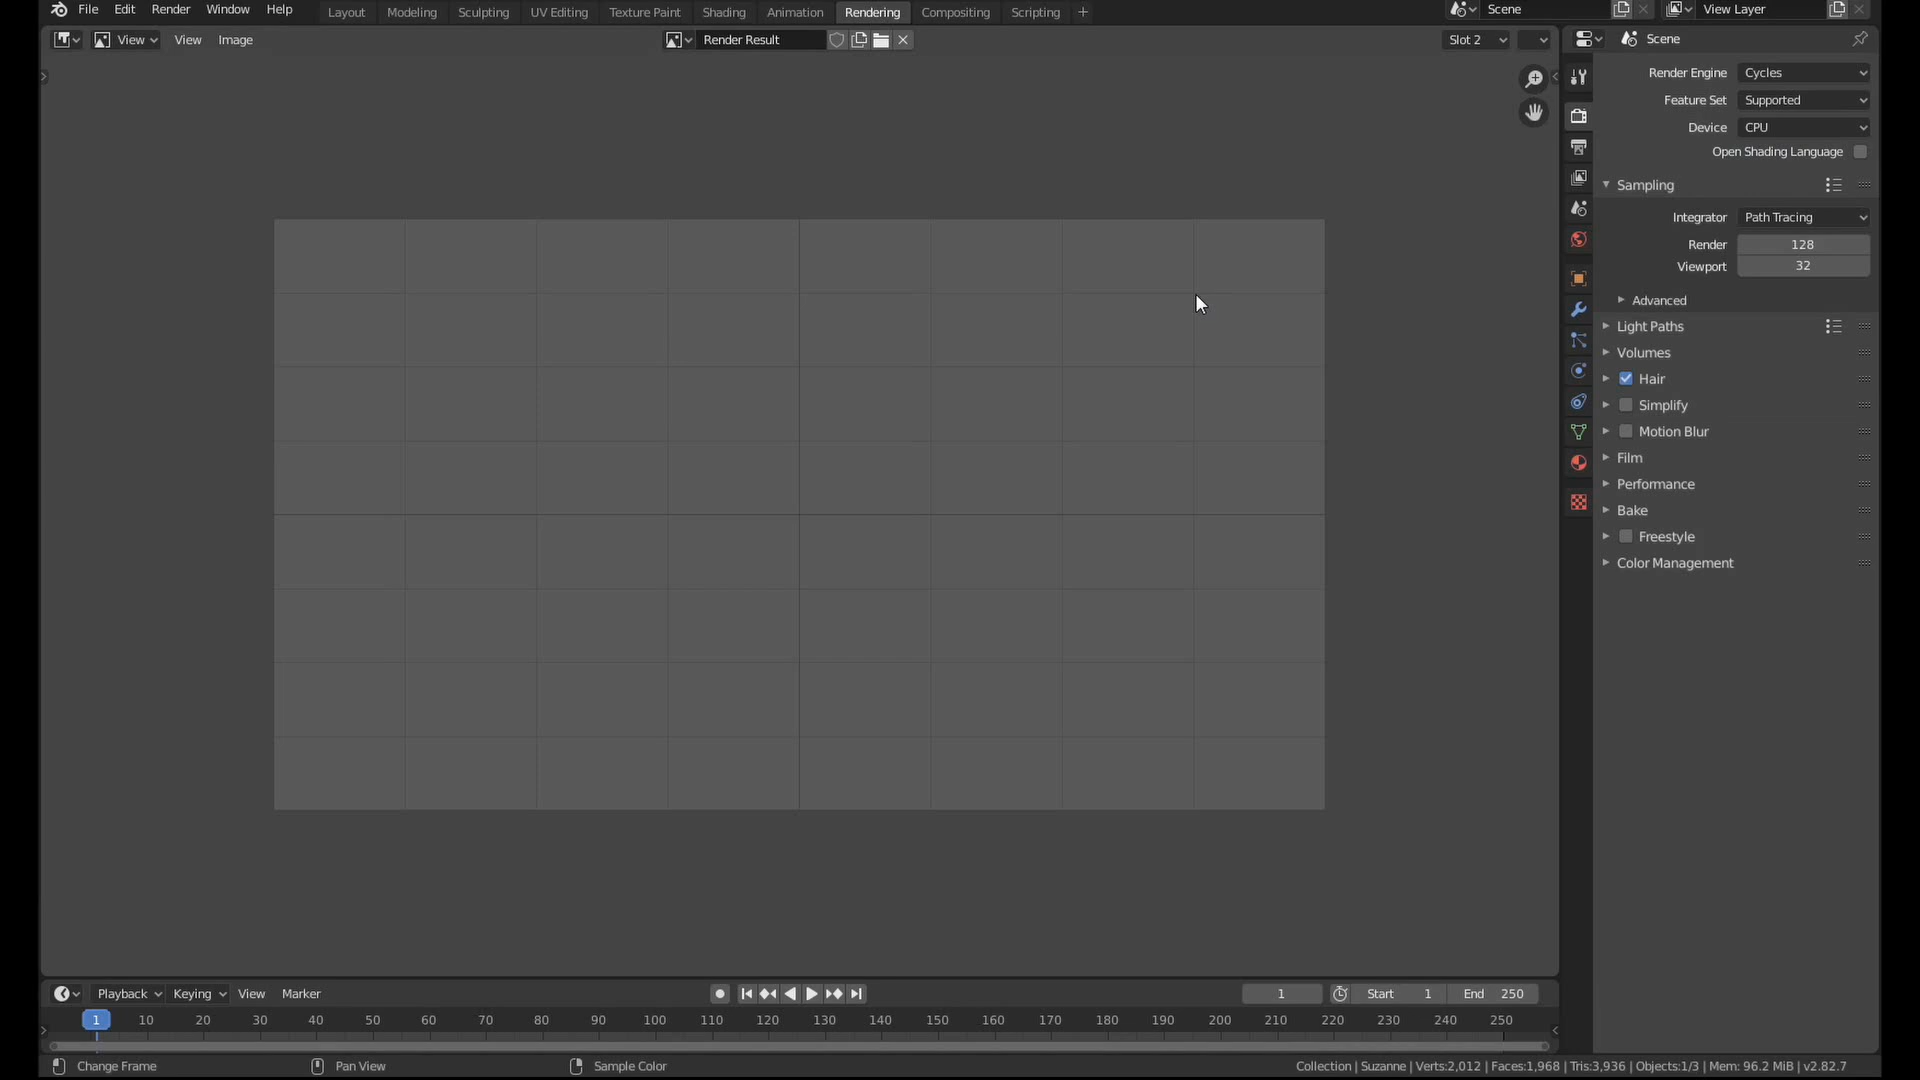 File Edit Render Window Help Layout Modeling Sculpting UV Editing Texture Paint Shading Animation Rendering Compositing Scripting + Scene View Layer
View View Image Render Result Slot 2 Scene
Render Engine Cycles
Feature Set Supported
Device CPU
Open Shading Language
Sampling
Integrator Path Tracing
Render 128
Viewport 32
Advanced
Light Paths
Volumes
Hair
Simplify
Motion Blur
Film
Performance
Bake
Freestyle
Color Management
Playback Keying View Marker 1 Start 1 End 250
1 10 20 30 40 50 60 70 80 90 100 110 120 130 140 150 160 170 180 190 200 210 220 230 240 250
Change Frame Pan View Sample Color Collection | Suzanne | Verts:2,012 | Faces:1,968 | Tris:3,936 | Objects:1/3 | Mem: 96.2 MiB | v2.82.7